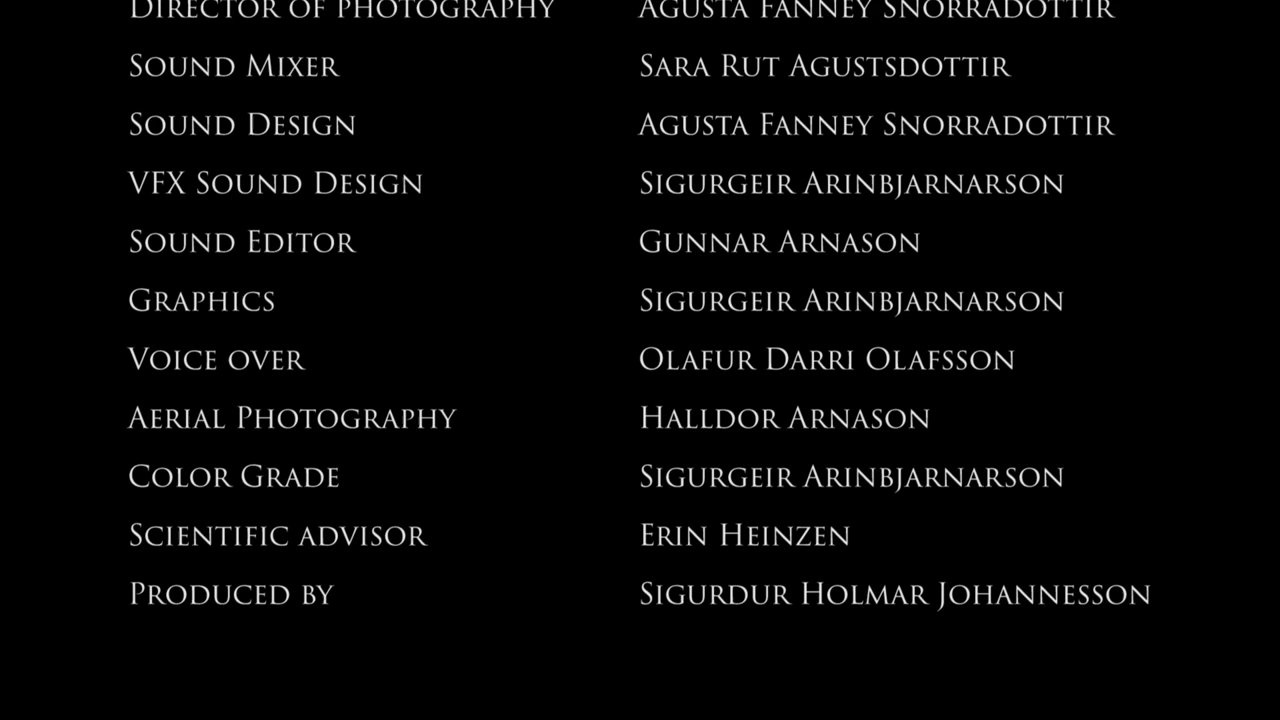 Director of photography Agusta Fanney Snorradottir
Sound Mixer Sara Rut Agustsdottir
Sound Design Agusta Fanney Snorradottir
VFX Sound Design Sigurgeir Arinbjarnarson
Sound Editor Gunnar Arnason
Graphics Sigurgeir Arinbjarnarson
Voice over Olafur Darri Olafsson
Aerial Photography Halldor Arnason
Color Grade Sigurgeir Arinbjarnarson
Scientific advisor Erin Heinzen
Produced by Sigurdur Holmar Johannesson